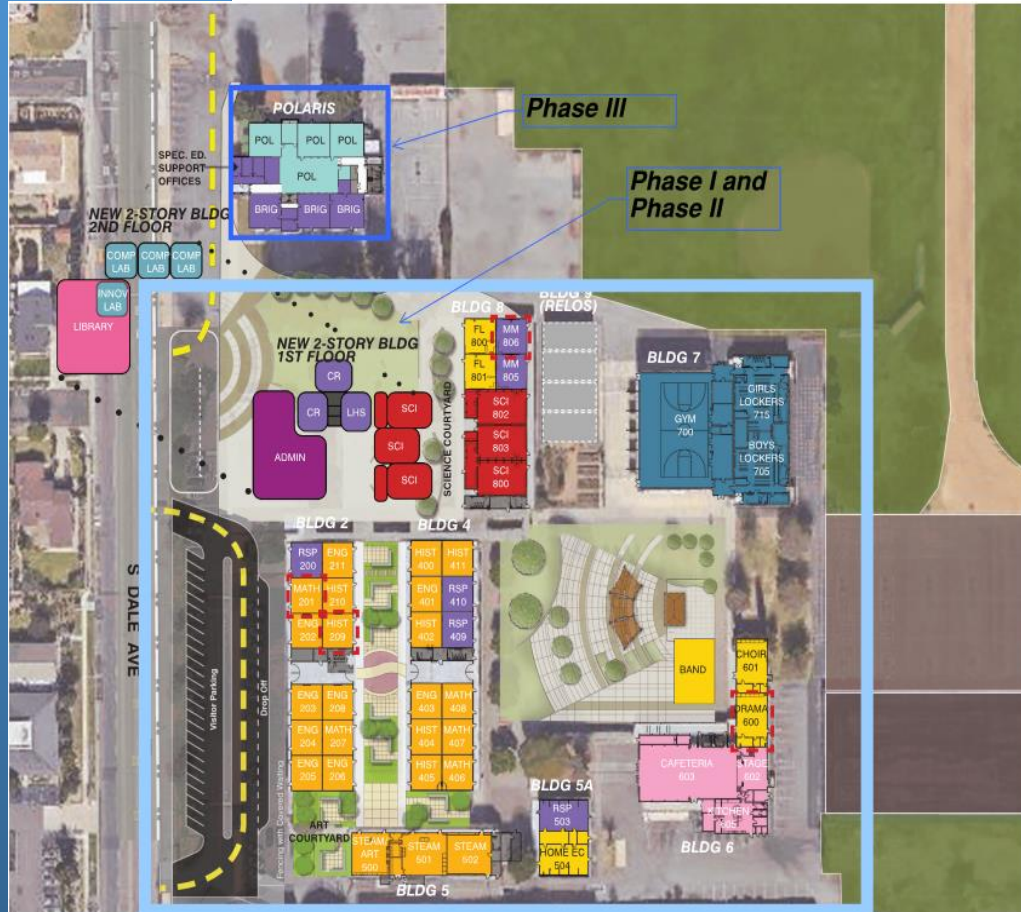 POLARIS
Phase III
POL
POL
POL
SPEC. ED.
SUPPORT
OFFICES
POL
BRIG
BRIG
BRIG
Phase I and
Phase II
NEW 2-STORY BLDG
2ND FLOOR
COMP
LAB
COMP
LAB
COMP
LAB
INNOV
LAB
LIBRARY
NEW 2-STORY BLDG
1ST FLOOR
CR
CR
LHS
ADMIN
SCI
SCI
SCI
SCIENCE COURTYARD
BLDG 8
FL
800
MM
806
FL
801
MM
805
SCI
802
SCI
803
SCI
800
(RELOS)
BLDG 7
GYM
700
GIRLS
LOCKERS
715
BOYS
LOCKERS
705
S DALE AVE
Visitor Parking
Drop Off
Fencing with Covered Waiting
BLDG 2
RSP
200
ENG
211
MATH
201
HIST
210
ENG
202
HIST
209
ENG
203
ENG
208
ENG
204
MATH
207
ENG
205
ENG
206
BLDG 4
HIST
400
HIST
411
ENG
401
RSP
410
HIST
402
RSP
409
ENG
403
MATH
408
HIST
404
MATH
407
HIST
405
MATH
406
BAND
CHOIR
601
DRAMA
600
CAFETERIA
603
STAGE
602
KITCHEN
605
BLDG 6
BLDG 5A
RSP
503
HOME EC
504
ART
COURTYARD
STEAM/
ART
500
STEAM
501
STEAM
502
BLDG 5